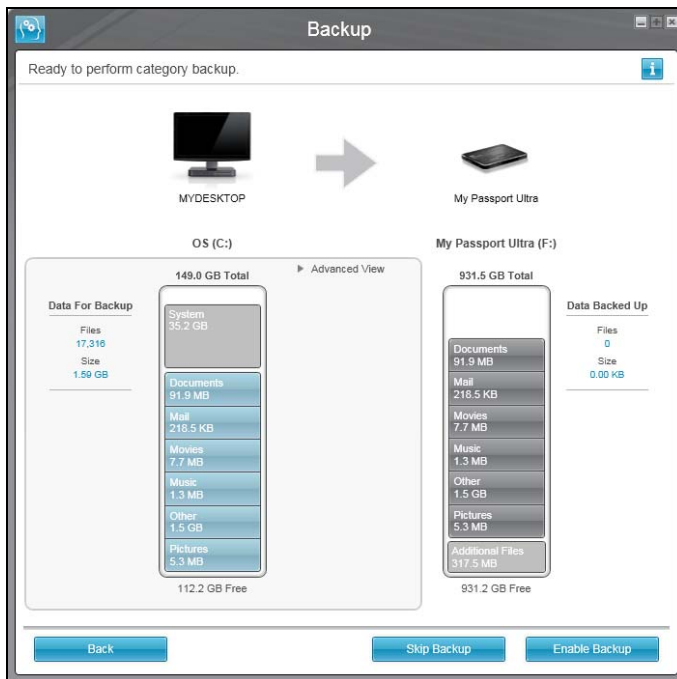 Backup
Ready to perform category backup.
MYDESKTOP
My Passport Ultra
OS (C:)
My Passport Ultra (F:)
149.0 GB Total
Advanced View
931.5 GB Total
Data For Backup
Files
17,316
Size
1.59 GB
System
35.2 GB
Documents
91.9 MB
Mail
218.5 KB
Movies
7.7 MB
Music
1.3 MB
Other
1.5 GB
Pictures
5.3 MB
112.2 GB Free
Documents
91.9 MB
Mail
218.5 KB
Movies
7.7 MB
Music
1.3 MB
Other
1.5 GB
Pictures
5.3 MB
Additional Files
317.5 MB
931.2 GB Free
Data Backed Up
Files
0
Size
0.00 KB
Back
Skip Backup
Enable Backup